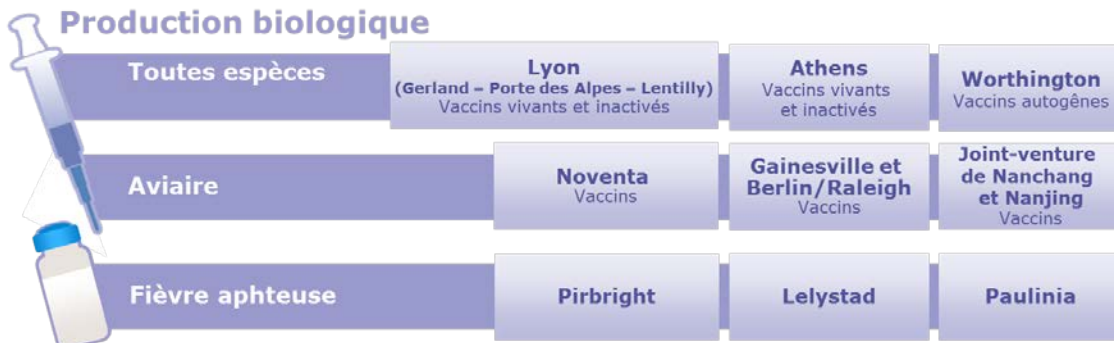 Production biologique
Toutes espèces
Lyon
(Gerland – Porte des Alpes – Lentilly)
Vaccins vivants et inactivés
Athens
Vaccins vivants
et inactivés
Worthington
Vaccins autogênes
Aviaire
Noventa
Vaccins
Gainesville et
Berlin/Raleigh
Vaccins
Joint-venture
de Nanchang
et Nanjing
Vaccins
Fièvre aphteuse
Pirbright
Lelystad
Paulinia